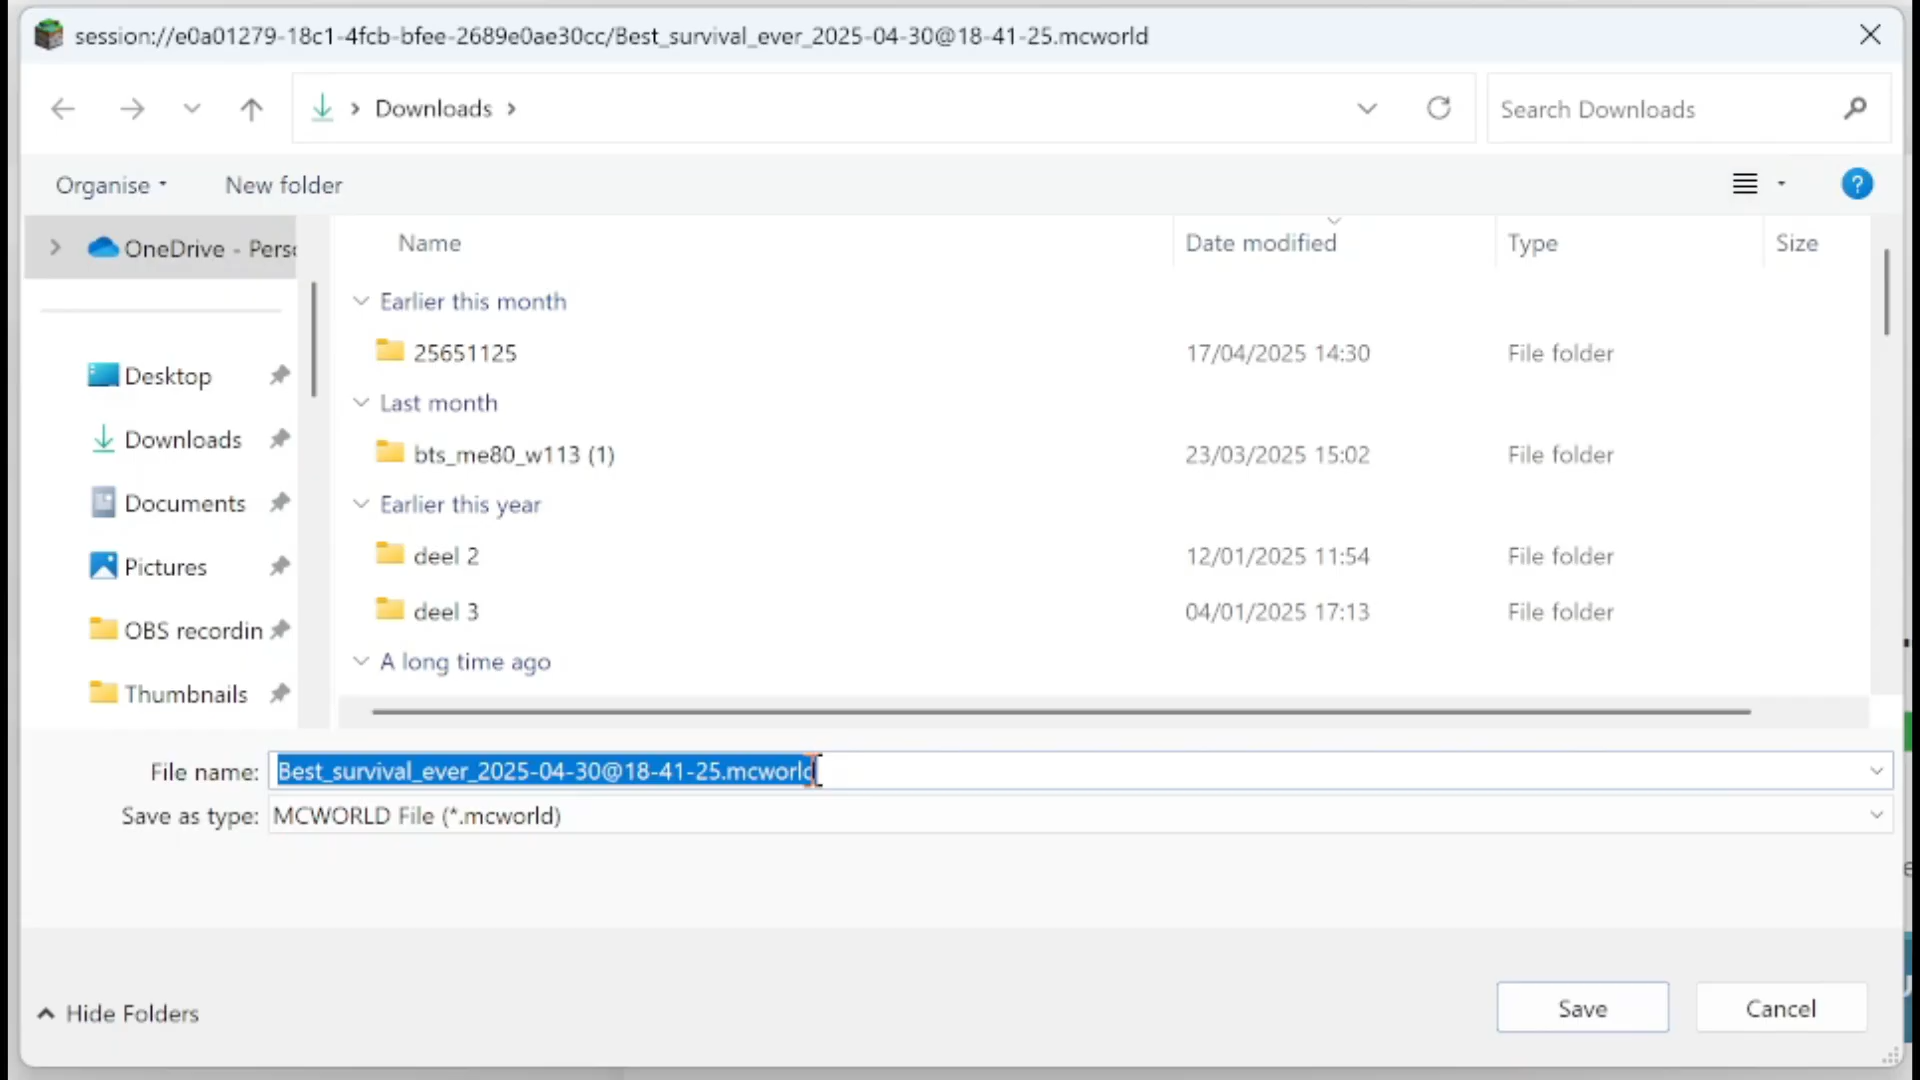 session://e0a01279-18c1-4fcb-bfee-2689e0ae30cc/Best_survival_ever_2025-04-30@18-41-25.mcworld
Downloads
Search Downloads
Organise
New folder
OneDrive - Pers
Desktop
Downloads
Documents
Pictures
OBS recordin
Thumbnails
Name Date modified Type Size
Earlier this month
25651125 17/04/2025 14:30 File folder
Last month
bts_me80_w113 (1) 23/03/2025 15:02 File folder
Earlier this year
deel 2 12/01/2025 11:54 File folder
deel 3 04/01/2025 17:13 File folder
A long time ago
File name: Best_survival_ever_2025-04-30@18-41-25.mcworld
Save as type: MCWORLD File (*.mcworld)
Hide Folders
Save
Cancel